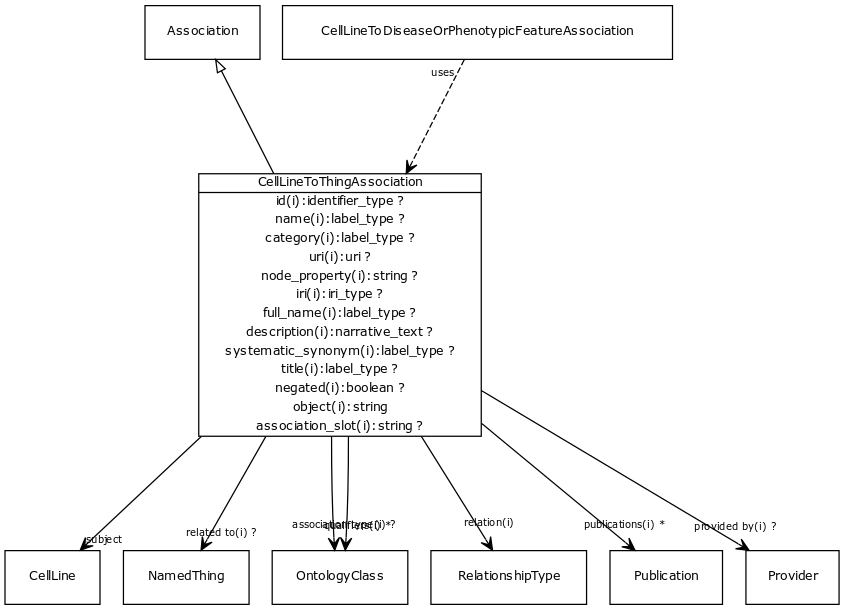 Association
CellLineToDiseaseOrPhenotypicFeatureAssociation
uses
CellLineToThingAssociation
id(i):identifier_type ?
name(i):label_type ?
category(i):label_type ?
uri(i):uri ?
node_property(i):string ?
iri(i):iri_type ?
full_name(i):label_type ?
description(i):narrative_text ?
systematic_synonym(i):label_type ?
title(i):label_type ?
negated(i):boolean ?
object(i):string
association_slot(i):string ?
subject
related to(i) ?
association type(i) ?
qualifiers(i) *
relation(i)
publications(i) *
provided by(i) ?
CellLine
NamedThing
OntologyClass
RelationshipType
Publication
Provider